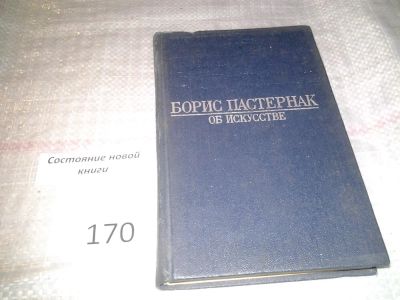 БОРИС ПАСТЕРНАК
ОБ ИСКУССТВЕ
Состояние новой
книги
170